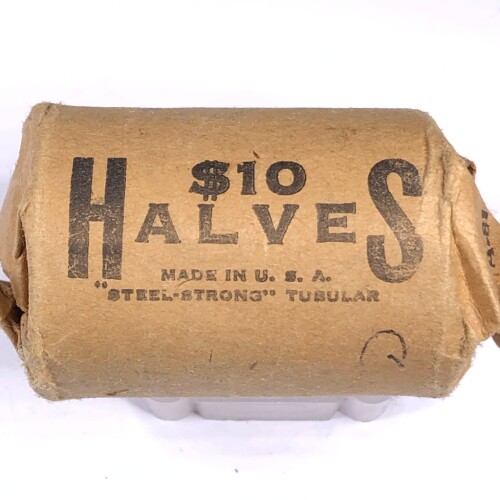 $10
HALVES
MADE IN U. S. A.
"STEEL-STRONG" TUBULAR